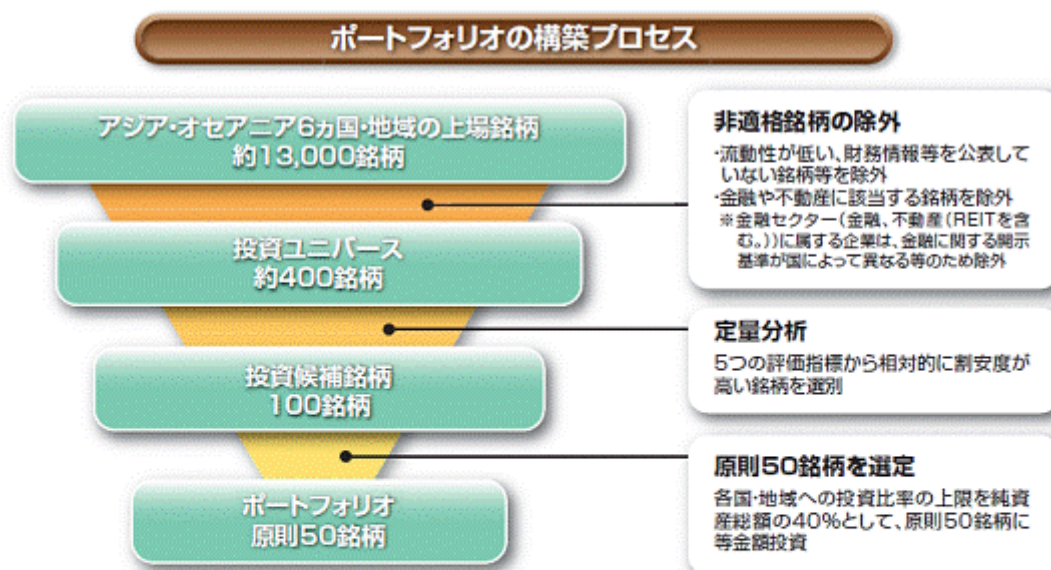 ポートフォリオの構築プロセス
アジア・オセアニア6ヵ国・地域の上場銘柄
約13,000銘柄
非適格銘柄の除外
・流動性が低い、財務情報等を公表して
いない銘柄等を除外
・金融や不動産に該当する銘柄を除外
※金融セクター(金融、不動産(REITを含
む。))に属する企業は、金融に関する開示
基準が国によって異なる等のため除外
投資ユニバース
約400銘柄
定量分析
5つの評価指標から相対的に割安度が
高い銘柄を選別
投資候補銘柄
100銘柄
原則50銘柄を選定
各国・地域への投資比率の上限を純資
産総額の40%として、原則50銘柄に
等金額投資
ポートフォリオ
原則50銘柄